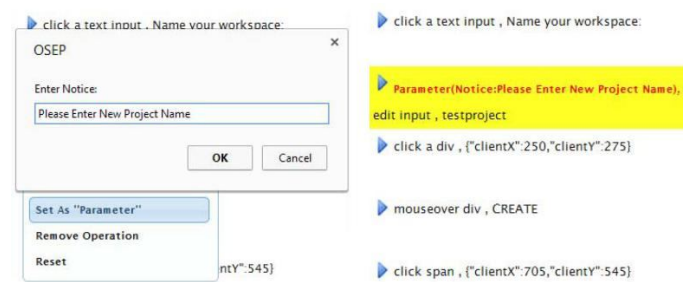 click a text input , Name your workspace:
OSEP
×
Enter Notice:
Please Enter New Project Name
OK
Cancel
Set As "Parameter"
Remove Operation
Reset
ntY":545}
click a text input , Name your workspace:
Parameter(Notice:Please Enter New Project Name),
edit input , testproject
click a div , {"clientX":250,"clientY":275}
mouseover div , CREATE
click span , {"clientX":705,"clientY":545}